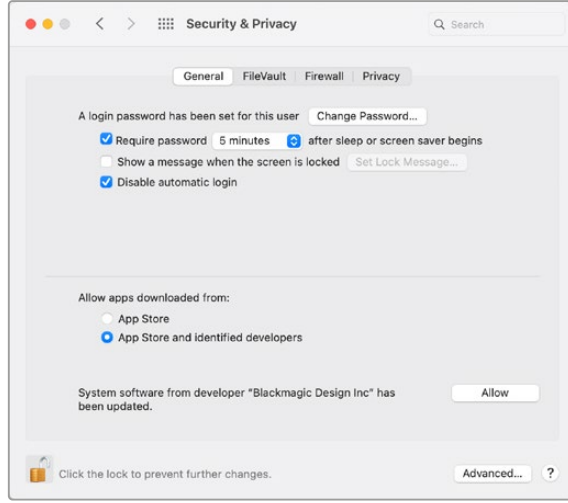 Security & Privacy
Search
General FileVault Firewall Privacy
A login password has been set for this user Change Password...
Require password 5 minutes after sleep or screen saver begins
Show a message when the screen is locked Set Lock Message...
Disable automatic login
Allow apps downloaded from:
App Store
App Store and identified developers
System software from developer “Blackmagic Design Inc” has Allow
been updated.
Click the lock to prevent further changes. Advanced... ?